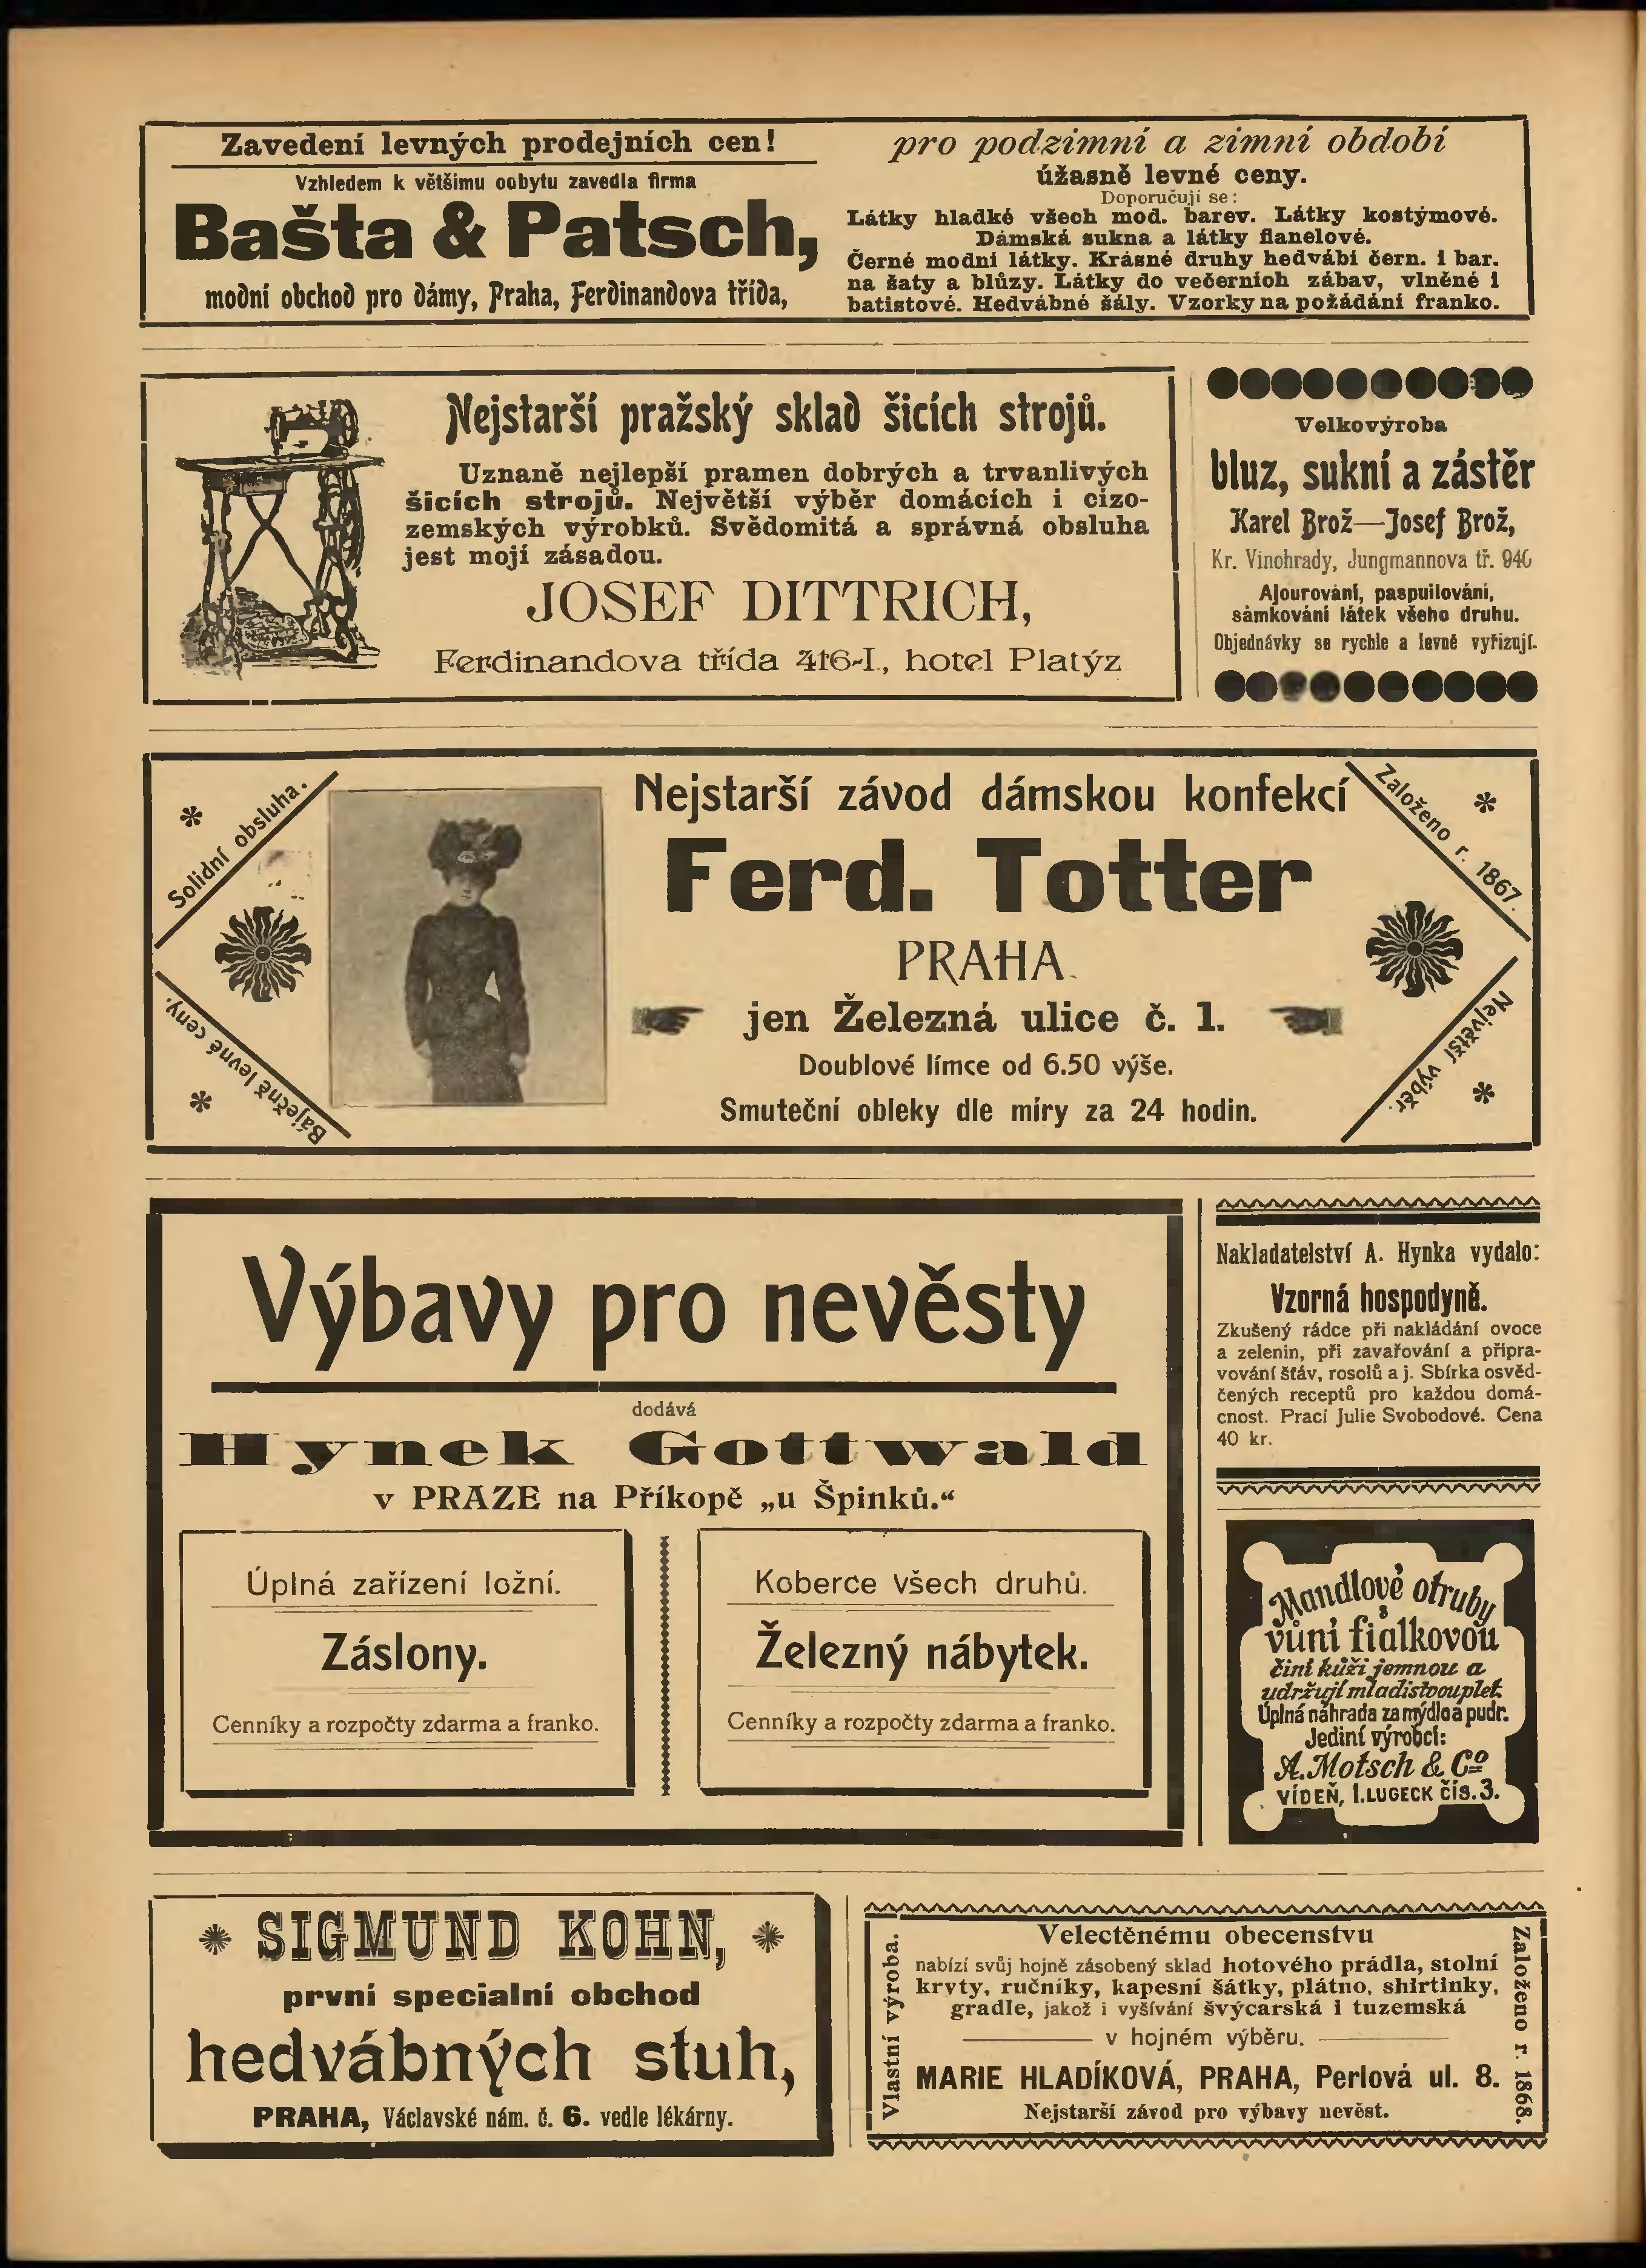 Zavedení levných prodejních cen!
Vzhledem k většímu oobytu zavedla firma
Bašta & Patsch,
modní obchod pro dámy, Praha, Ferdinandova třída,
pro podzimní a zimní období
úžasně levné ceny.
Doporučují se:
Látky hladké všech mod. barev. Látky kostýmové.
Dámská sukna a látky flanelové.
Černé modní látky. Krásné druhy hedvábí čern. i bar.
na šaty a blůzy. Látky do večerních zábav, vlněné i
batistové. Hedvábné šály. Vzorky na požádání franko.
Nejstarší pražský sklad šicích strojů.
Uznaně nejlepší pramen dobrých a trvanlivých
šicích strojů. Největší výběr domácích i cizo-
zemských výrobků. Svědomitá a správná obsluha
jest mojí zásadou.
JOSEF DITTRICH,
Ferdinandova třída 416-I., hotel Platýz
Velkovýroba
bluz, sukní a zástěr
Karel Brož—Josef Brož,
Kr. Vinohrady, Jungmannova tř. 940
Ajourování, paspuilování,
sámkování látek všeho druhu.
Objednávky se rychle a levně vyřizují.
Solidní obsluha.
Báječně levné ceny.
Nejstarší závod dámskou konfekcí
Ferd. Totter
PRAHA.
jen Železná ulice č. 1.
Doublové límce od 6.50 výše.
Smuteční obleky dle míry za 24 hodin.
Založeno r. 1867.
Největší výběr.
Výbavy pro nevěsty
dodává
Hynek Gottwald
v PRAZE na Příkopě „u Špinků.“
Úplná zařízení ložní.
Záslony.
Cenníky a rozpočty zdarma a franko.
Koberce všech druhů.
Železný nábytek.
Cenníky a rozpočty zdarma a franko.
Nakladatelství A. Hynka vydalo:
Vzorná hospodyně.
Zkušený rádce při nakládání ovoce
a zelenin, při zavařování a připra-
vování šťáv, rosolů a j. Sbírka osvěd-
čených receptů pro každou domá-
cnost. Prací Julie Svobodové. Cena
40 kr.
Mandlové otruby
s
vůní fialkovou
činí kůži jemnou a
udržují mladistvou pleť.
Úplná náhrada za mýdlo a pudr.
Jediní výrobci:
A. Motsch & Co
VÍDEŇ, I. LUGECK čís. 3.
SIGMUND KOHN,
první specialní obchod
hedvábných stuh,
PRAHA, Václavské nám. č. 6. vedle lékárny.
Vlastní výroba.
Velectěnému obecenstvu
nabízí svůj hojně zásobený sklad hotového prádla, stolní
kryty, ručníky, kapesní šátky, plátno, shirtinky,
gradle, jakož i vyšívání švýcarská i tuzemská
v hojném výběru.
MARIE HLADÍKOVÁ, PRAHA, Perlová ul. 8.
Nejstarší závod pro výbavy nevěst.
Založeno r. 1868.